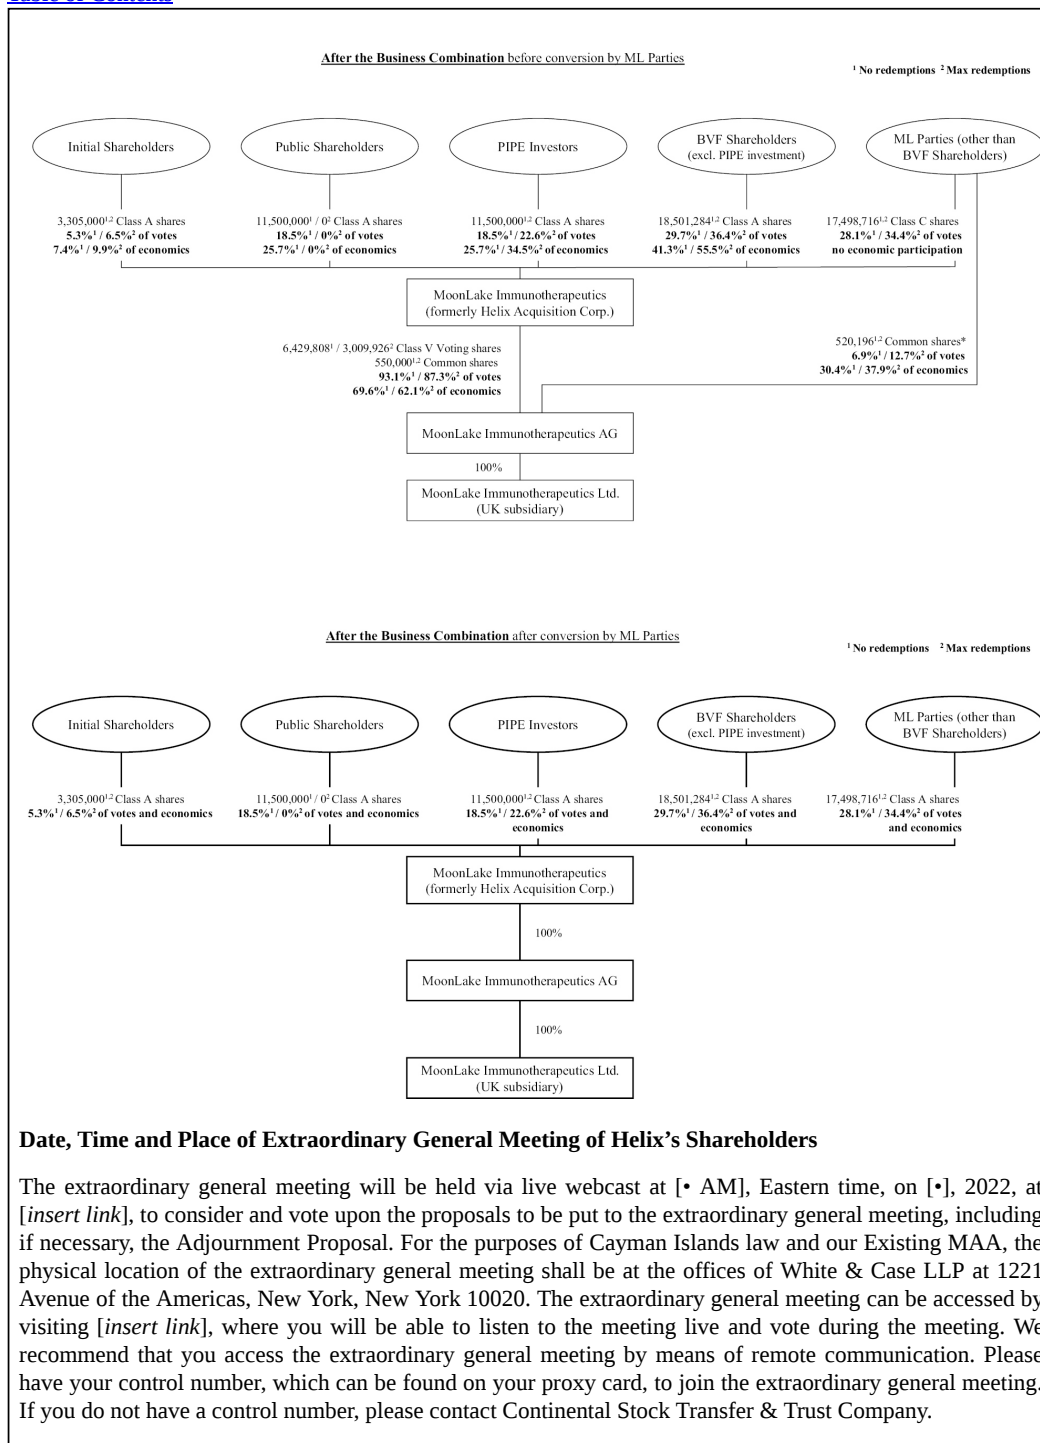 Table of Contents
After the Business Combination before conversion by ML Parties
¹ No redemptions ² Max redemptions
Initial Shareholders
Public Shareholders
PIPE Investors
BVF Shareholders
(excl. PIPE investment)
ML Parties (other than
BVF Shareholders)
3,305,000¹,² Class A shares
5.3%¹ / 6.5%² of votes
7.4%¹ / 9.9%² of economics
11,500,000¹ / 0² Class A shares
18.5%¹ / 0%² of votes
25.7%¹ / 0%² of economics
11,500,000¹,² Class A shares
18.5%¹ / 22.6%² of votes
25.7%¹ / 34.5%² of economics
18,501,284¹,² Class A shares
29.7%¹ / 36.4%² of votes
41.3%¹ / 55.5%² of economics
17,498,716¹,² Class C shares
28.1%¹ / 34.4%² of votes
no economic participation
MoonLake Immunotherapeutics
(formerly Helix Acquisition Corp.)
6,429,808¹ / 3,009,926² Class V Voting shares
550,000¹,² Common shares
93.1%¹ / 87.3%² of votes
69.6%¹ / 62.1%² of economics
520,196¹,² Common shares*
6.9%¹ / 12.7%² of votes
30.4%¹ / 37.9%² of economics
MoonLake Immunotherapeutics AG
100%
MoonLake Immunotherapeutics Ltd.
(UK subsidiary)
After the Business Combination after conversion by ML Parties
¹ No redemptions ² Max redemptions
Initial Shareholders
Public Shareholders
PIPE Investors
BVF Shareholders
(excl. PIPE investment)
ML Parties (other than
BVF Shareholders)
3,305,000¹,² Class A shares
5.3%¹ / 6.5%² of votes and economics
11,500,000¹ / 0² Class A shares
18.5%¹ / 0%² of votes and economics
11,500,000¹,² Class A shares
18.5%¹ / 22.6%² of votes and
economics
18,501,284¹,² Class A shares
29.7%¹ / 36.4%² of votes and
economics
17,498,716¹,² Class A shares
28.1%¹ / 34.4%² of votes
and economics
MoonLake Immunotherapeutics
(formerly Helix Acquisition Corp.)
100%
MoonLake Immunotherapeutics AG
100%
MoonLake Immunotherapeutics Ltd.
(UK subsidiary)
Date, Time and Place of Extraordinary General Meeting of Helix’s Shareholders
The extraordinary general meeting will be held via live webcast at [• AM], Eastern time, on [•], 2022, at
[insert link], to consider and vote upon the proposals to be put to the extraordinary general meeting, including
if necessary, the Adjournment Proposal. For the purposes of Cayman Islands law and our Existing MAA, the
physical location of the extraordinary general meeting shall be at the offices of White & Case LLP at 1221
Avenue of the Americas, New York, New York 10020. The extraordinary general meeting can be accessed by
visiting [insert link], where you will be able to listen to the meeting live and vote during the meeting. We
recommend that you access the extraordinary general meeting by means of remote communication. Please
have your control number, which can be found on your proxy card, to join the extraordinary general meeting.
If you do not have a control number, please contact Continental Stock Transfer & Trust Company.